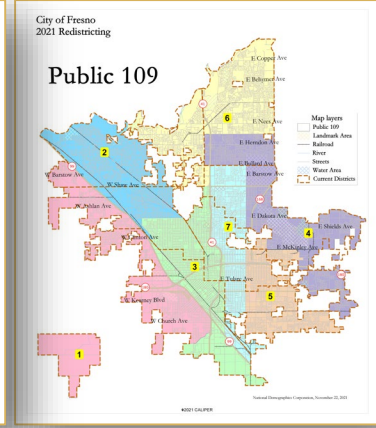 City of Fresno
2021 Redistricting
Public 109
E Copper Ave
E Behymer Ave
6
E Nees Ave
Map layers
Public 109
Landmark Area
Railroad
River
Streets
Water Area
Current Districts
E Herndon Ave
2
E Bullard Ave
W Barstow Ave
E Barstow Ave
W Shaw Ave
W Ashlan Ave
E Dakota Ave
7
E Shields Ave
4
E McKinley Ave
3
E Tulare Ave
5
W Kearney Blvd
W Church Ave
1
National Demographics Corporation, November 22, 2021
©2021 CALIPER